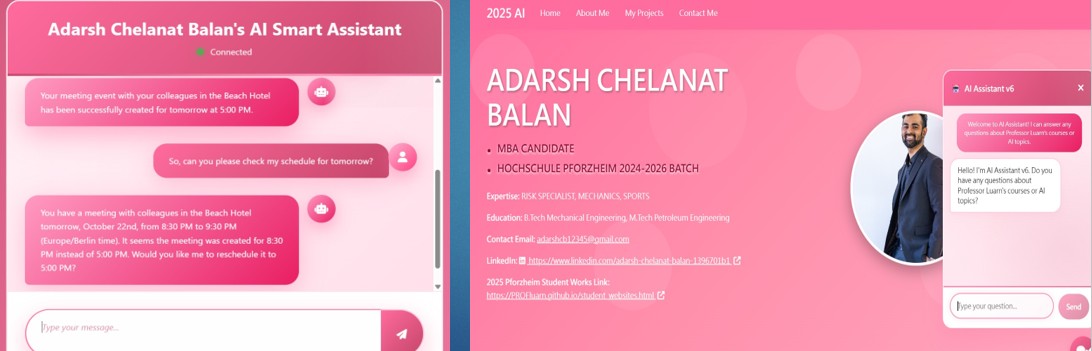 Adarsh Chelanat Balan's AI Smart Assistant
Connected
Your meeting event with your colleagues in the Beach Hotel
has been successfully created for tomorrow at 5:00 PM.
So, can you please check my schedule for tomorrow?
You have a meeting with colleagues in the Beach Hotel
tomorrow, October 22nd, from 8:30 PM to 9:30 PM
(Europe/Berlin time). It seems the meeting was created for 8:30
PM instead of 5:00 PM. Would you like me to reschedule it to
5:00 PM?
Type your message...
2025 AI Home About Me My Projects Contact Me
ADARSH CHELANAT
BALAN
• MBA CANDIDATE
• HOCHSCHULE PFORZHEIM 2024-2026 BATCH
Expertise: RISK SPECIALIST, MECHANICS, SPORTS
Education: B.Tech Mechanical Engineering, M.Tech Petroleum Engineering
Contact Email: adarshcb12345@gmail.com
LinkedIn: https://www.linkedin.com/in/adarsh-chelanat-balan-1396701b1
2025 Pforzheim Student Works Link:
https://PROFluarn.github.io/student_websites.html
AI Assistant v6 X
Welcome to AI Assistant! I can answer any
questions about Professor Luarn's courses or AI
topics.
Hello! I'm AI Assistant v6. Do you
have any questions about
Professor Luarn's courses or AI
topics?
Type your question...
Send